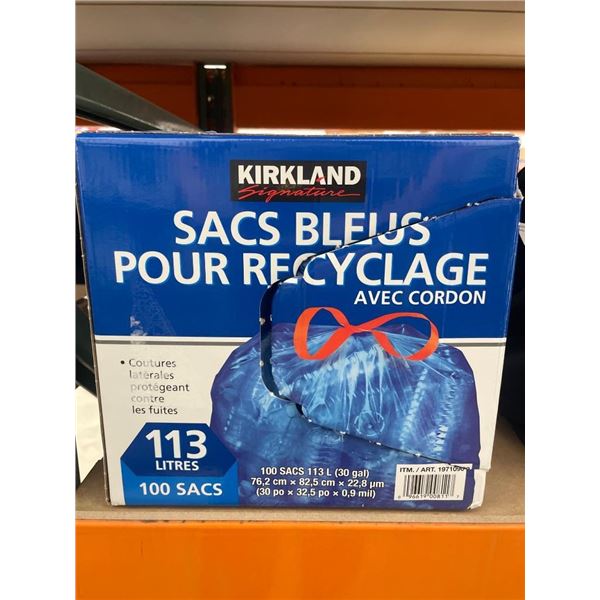 KIRKLAND
Signature
SACS BLEUS
POUR RECYCLAGE
AVEC CORDON
• Coutures
latérales
protégeant
contre
les fuites
113
LITRES
100 SACS
100 SACS 113 L (30 gal)
76,2 cm × 82,5 cm × 22,8 µm
(30 po × 32,5 po × 0,9 mil)
ITM. / ART.
96619 00811